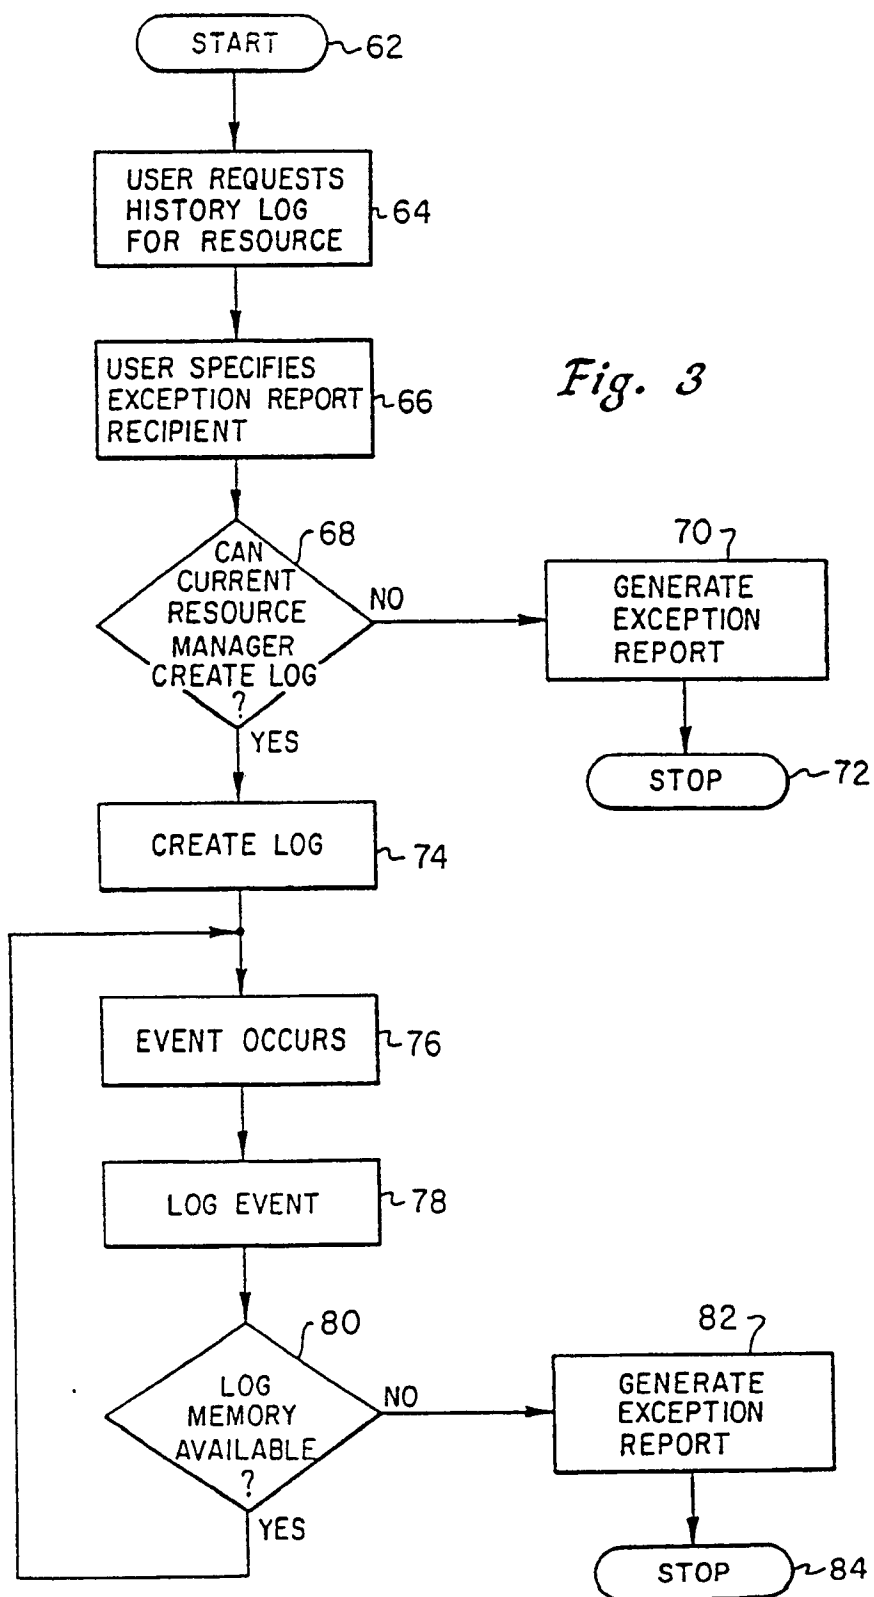 START
62
USER REQUESTS
HISTORY LOG
FOR RESOURCE
64
USER SPECIFIES
EXCEPTION REPORT
RECIPIENT
66
Fig. 3
68
CAN
CURRENT
RESOURCE
MANAGER
CREATE LOG
?
NO
YES
70
GENERATE
EXCEPTION
REPORT
STOP
72
CREATE LOG
74
EVENT OCCURS
76
LOG EVENT
78
80
LOG
MEMORY
AVAILABLE
?
NO
YES
82
GENERATE
EXCEPTION
REPORT
STOP
84